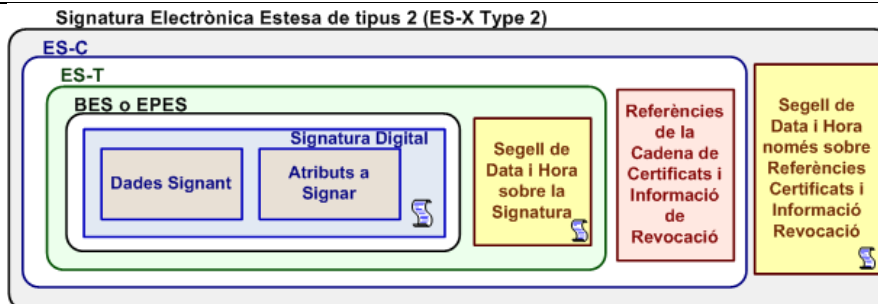 Signatura Electrònica Estesa de tipus 2 (ES-X Type 2)
ES-C
ES-T
BES o EPES
Signatura Digital
Dades Signant
Atributs a
Signar
Segell de
Data i Hora
sobre la
Signatura
Referències
de la
Cadena de
Certificats i
Informació
de
Revocació
Segell de
Data i Hora
només sobre
Referències
Certificats i
Informació
Revocació